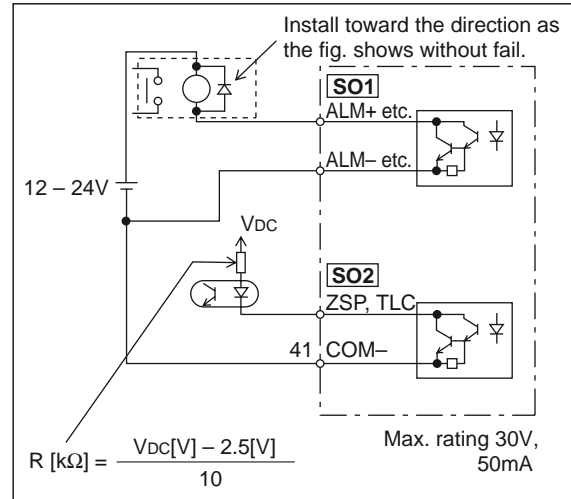 Install toward the direction as
the fig. shows without fail.
SO1
ALM+ etc.
ALM– etc.
12 – 24V
VDC
SO2
ZSP, TLC
41 COM–
Max. rating 30V,
50mA
R [kΩ] = VDC[V] – 2.5[V]
10